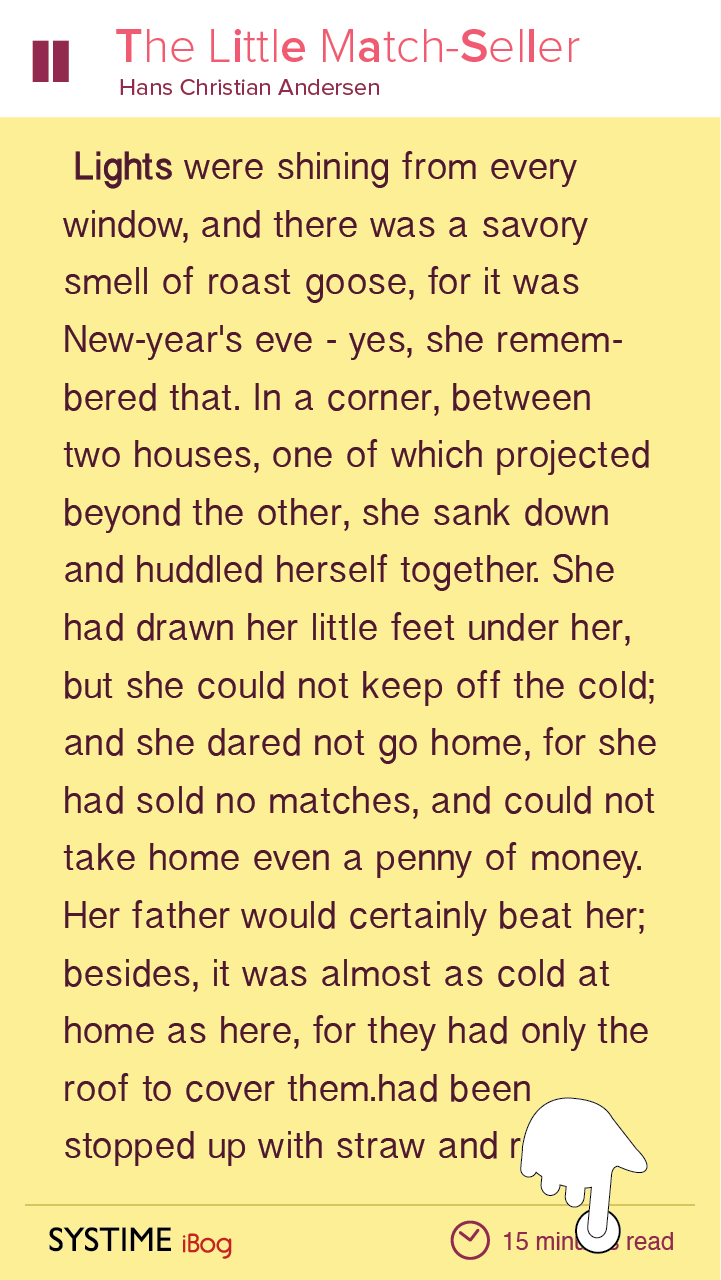 The Little Match-Seller
Hans Christian Andersen
Lights were shining from every
window, and there was a savory
smell of roast goose, for it was
New-year's eve - yes, she remem-
bered that. In a corner, between
two houses, one of which projected
beyond the other, she sank down
and huddled herself together. She
had drawn her little feet under her,
but she could not keep off the cold;
and she dared not go home, for she
had sold no matches, and could not
take home even a penny of money.
Her father would certainly beat her;
besides, it was almost as cold at
home as here, for they had only the
roof to cover them.had been
stopped up with straw and
SYSTIME iBog
15 read